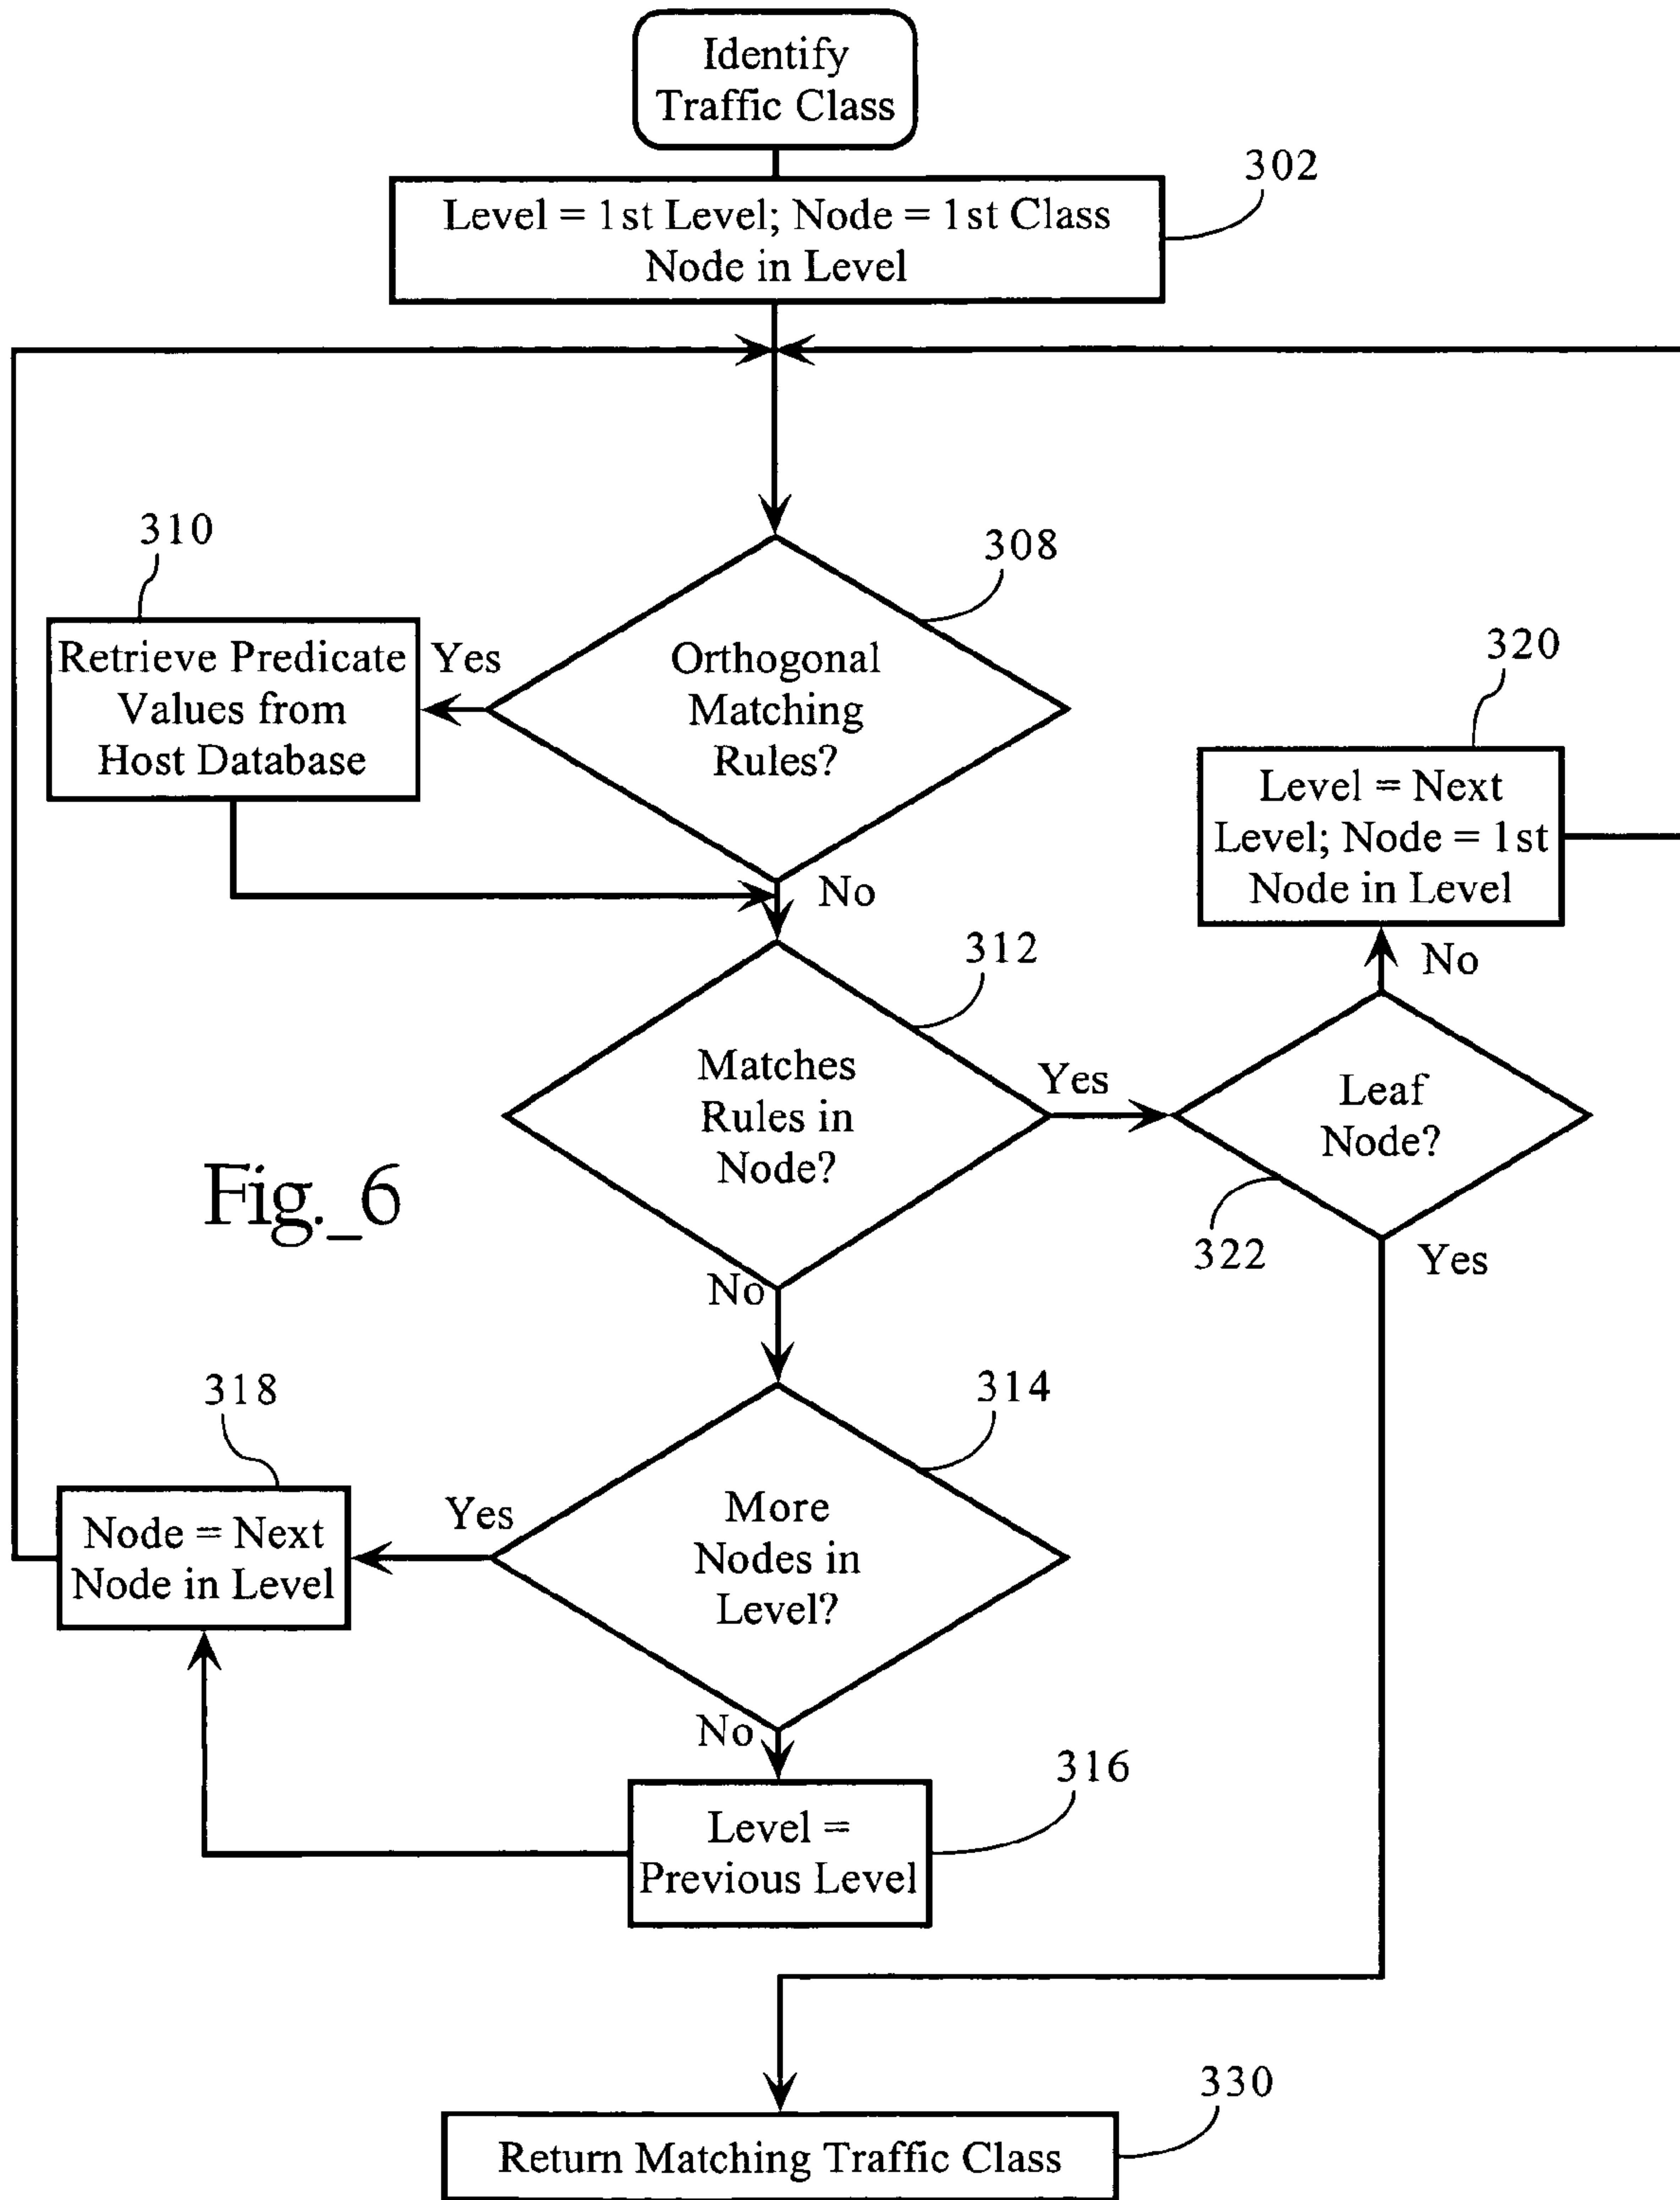 Identify
Traffic Class
302
Level = 1st Level; Node = 1st Class
Node in Level
310
308
Retrieve Predicate
Values from
Host Database
Yes
Orthogonal
Matching
Rules?
320
Level = Next
Level; Node = 1st
Node in Level
No
312
No
Matches
Rules in
Node?
Yes
Leaf
Node?
Fig._6
322
Yes
No
318
314
Node = Next
Node in Level
Yes
More
Nodes in
Level?
No
316
Level =
Previous Level
330
Return Matching Traffic Class